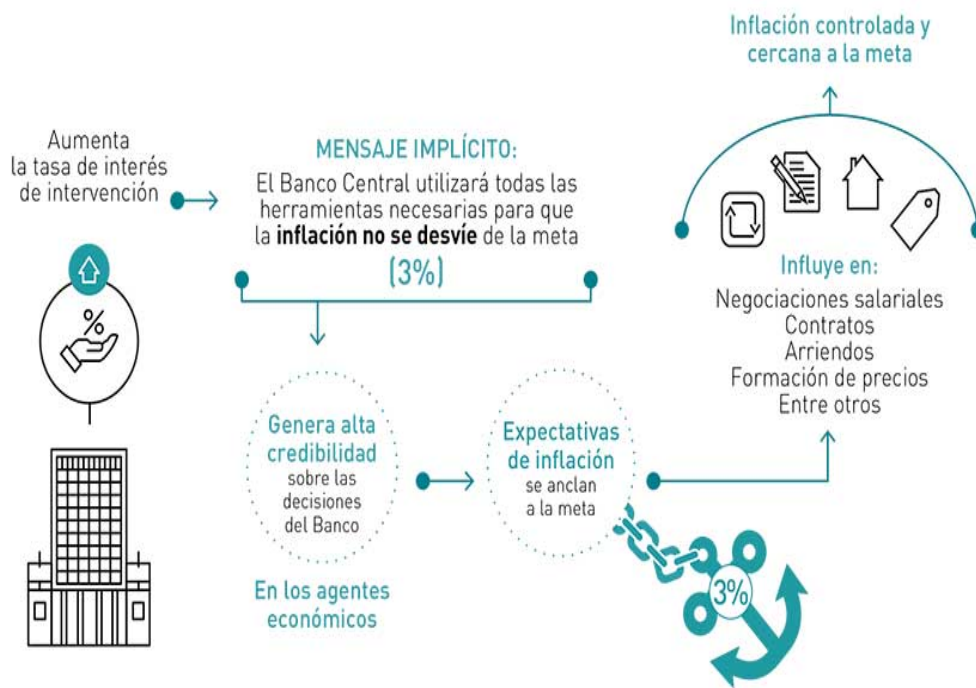 Aumenta
la tasa de interés
de intervención
%
MENSAJE IMPLÍCITO:
El Banco Central utilizará todas las
herramientas necesarias para que
la inflación no se desvíe de la meta
(3%)
Genera alta
credibilidad
sobre las
decisiones
del Banco
En los agentes
económicos
Expectativas
de inflación
se anclan
a la meta
3%
Inflación controlada y
cercana a la meta
Influye en:
Negociaciones salariales
Contratos
Arriendos
Formación de precios
Entre otros